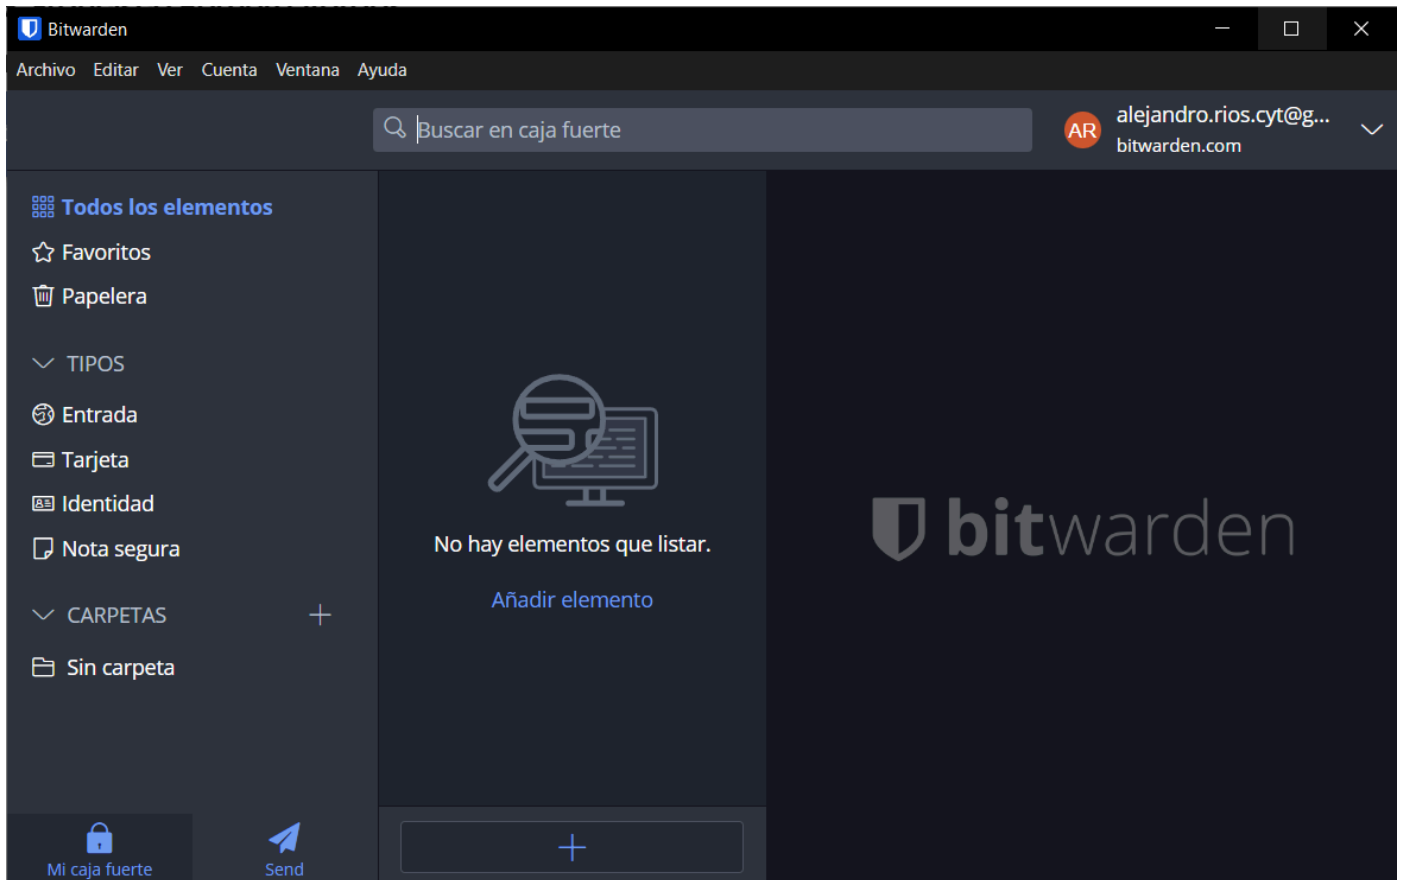 Bitwarden
Archivo Editar Ver Cuenta Ventana Ayuda
Buscar en caja fuerte
AR
alejandro.rios.cyt@g...
bitwarden.com
Todos los elementos
Favoritos
Papelera
TIPOS
Entrada
Tarjeta
Identidad
Nota segura
CARPETAS
Sin carpeta
Mi caja fuerte
Send
No hay elementos que listar.
Añadir elemento
bitwarden